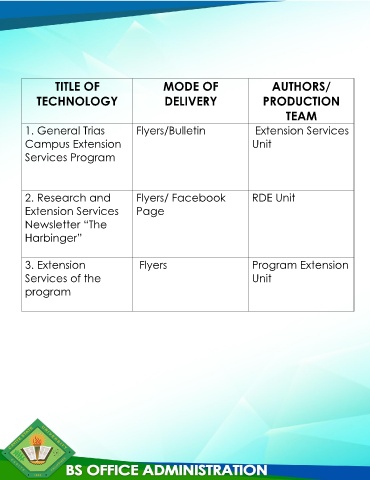 TITLE OF TECHNOLOGY | MODE OF DELIVERY | AUTHORS/ PRODUCTION TEAM
1. General Trias Campus Extension Services Program | Flyers/Bulletin | Extension Services Unit
2. Research and Extension Services Newsletter “The Harbinger” | Flyers/ Facebook Page | RDE Unit
3. Extension Services of the program | Flyers | Program Extension Unit
BS OFFICE ADMINISTRATION